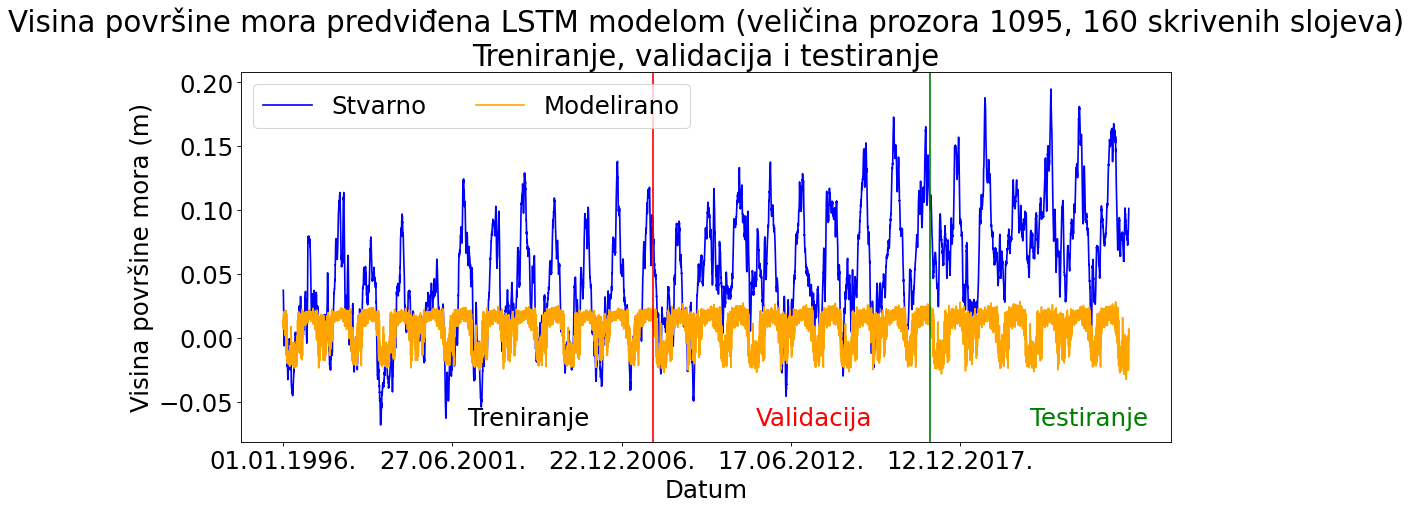 Visina površine mora predviđena LSTM modelom (veličina prozora 1095, 160 skrivenih slojeva)
Treniranje, validacija i testiranje
Stvarno Modelirano
Visina površine mora (m)
0.20
0.15
0.10
0.05
0.00
−0.05
Treniranje Validacija Testiranje
01.01.1996. 27.06.2001. 22.12.2006. 17.06.2012. 12.12.2017.
Datum